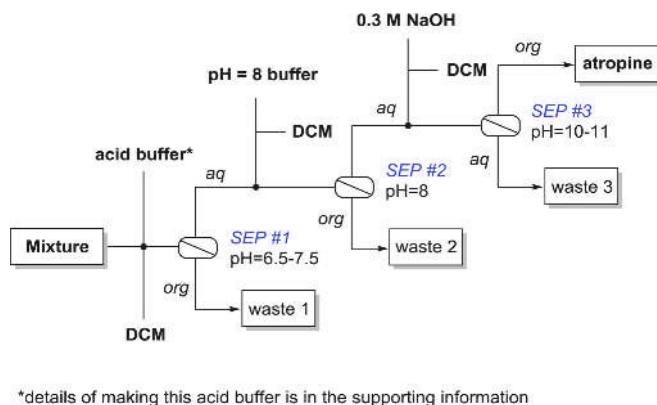 0.3 M NaOH
org
atropine
pH = 8 buffer
DCM
aq
SEP #3
pH=10-11
DCM
aq
acid buffer*
aq
SEP #2
pH=8
waste 3
org
Mixture
SEP #1
pH=6.5-7.5
waste 2
org
waste 1
DCM
*details of making this acid buffer is in the supporting information